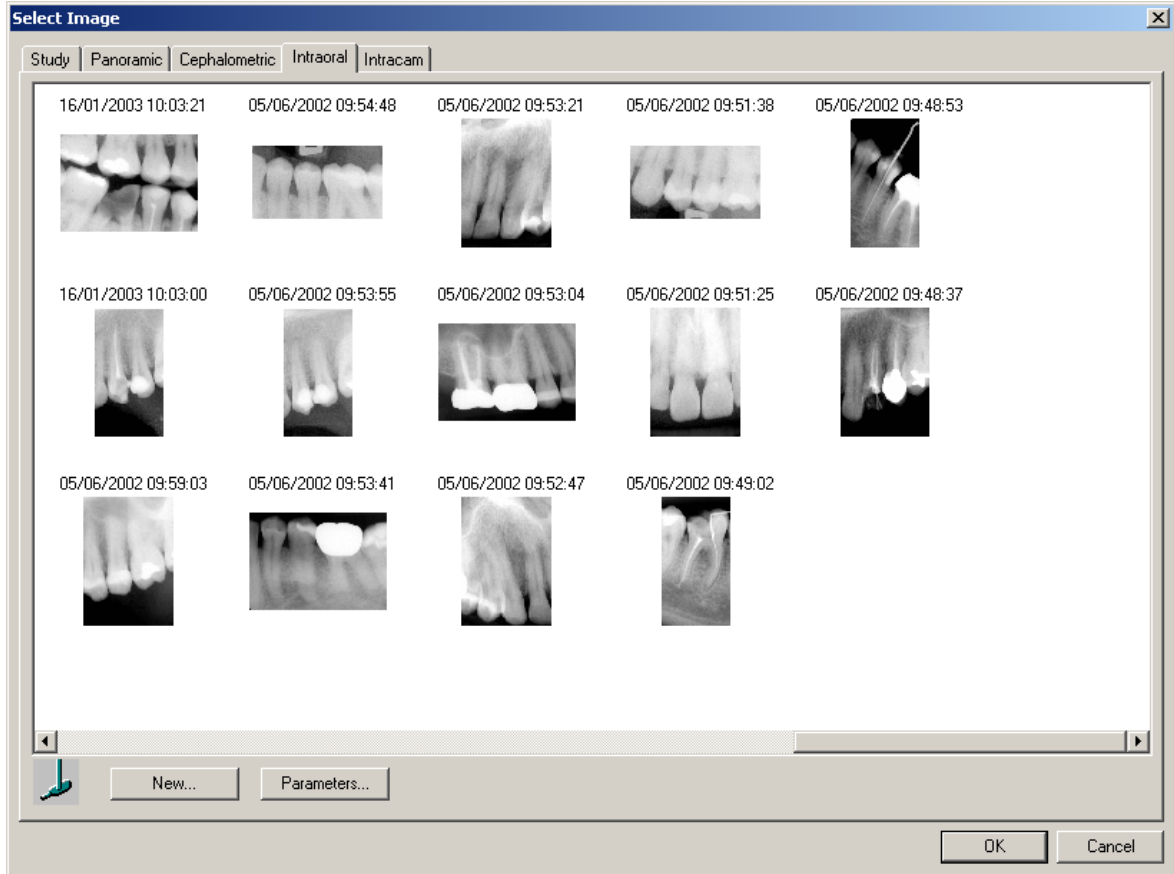 Select Image
Study Panoramic Cephalometric Intraoral Intracam
16/01/2003 10:03:21 05/06/2002 09:54:48 05/06/2002 09:53:21 05/06/2002 09:51:38 05/06/2002 09:48:53
16/01/2003 10:03:00 05/06/2002 09:53:55 05/06/2002 09:53:04 05/06/2002 09:51:25 05/06/2002 09:48:37
05/06/2002 09:59:03 05/06/2002 09:53:41 05/06/2002 09:52:47 05/06/2002 09:49:02
New... Parameters...
OK Cancel